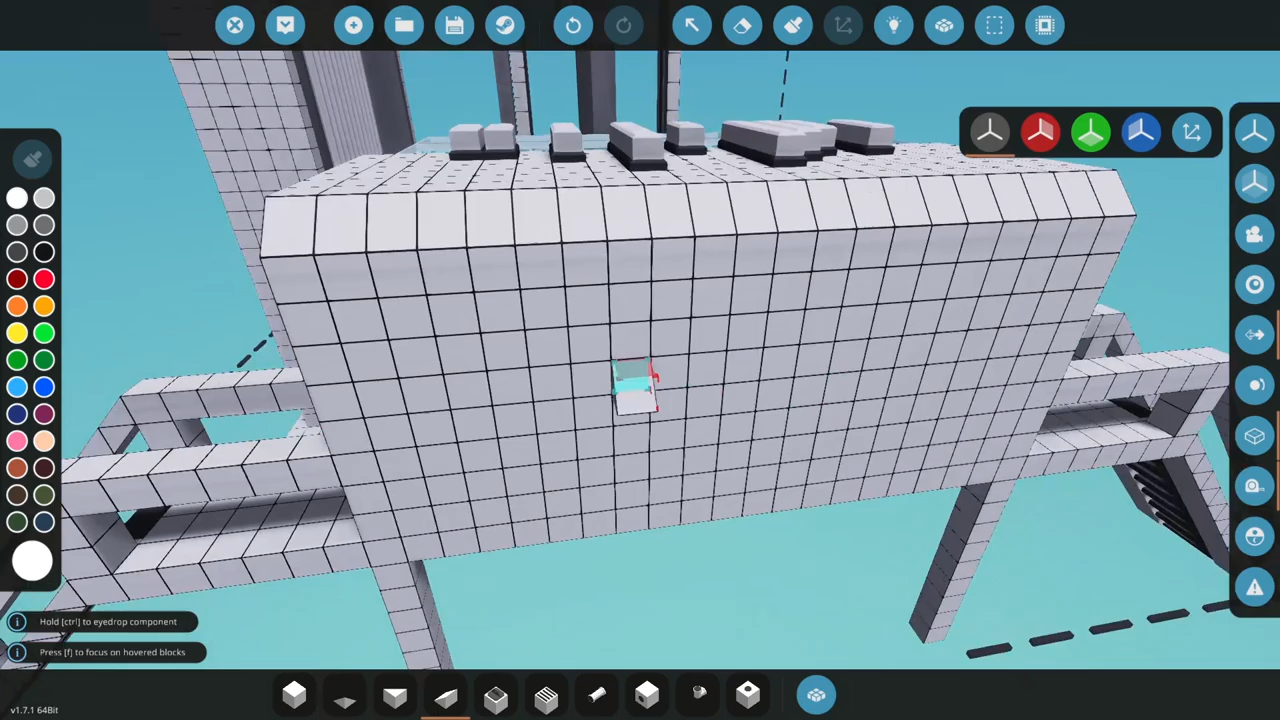 Hold [ctrl] to eyedrop component
Press [f] to focus on hovered blocks
v1.7.1 64Bit